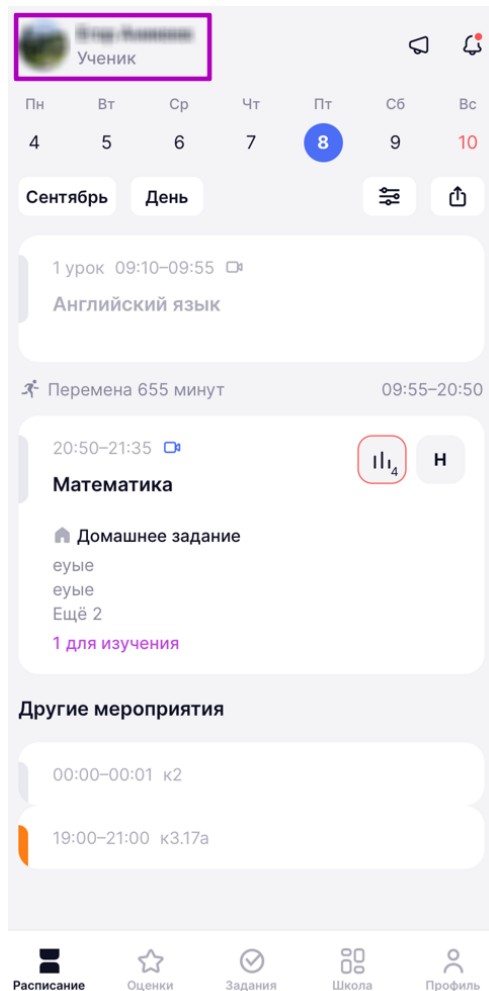 Ученик
Пн Вт Ср Чт Пт Сб Вс
4 5 6 7 8 9 10
Сентябрь День
1 урок 09:10–09:55
Английский язык
Перемена 655 минут 09:55–20:50
20:50–21:35
4 Н
Математика
Домашнее задание
еуые
еуые
Ещё 2
1 для изучения
Другие мероприятия
00:00–00:01 к2
19:00–21:00 к3.17а
Расписание Оценки Задания Школа Профиль